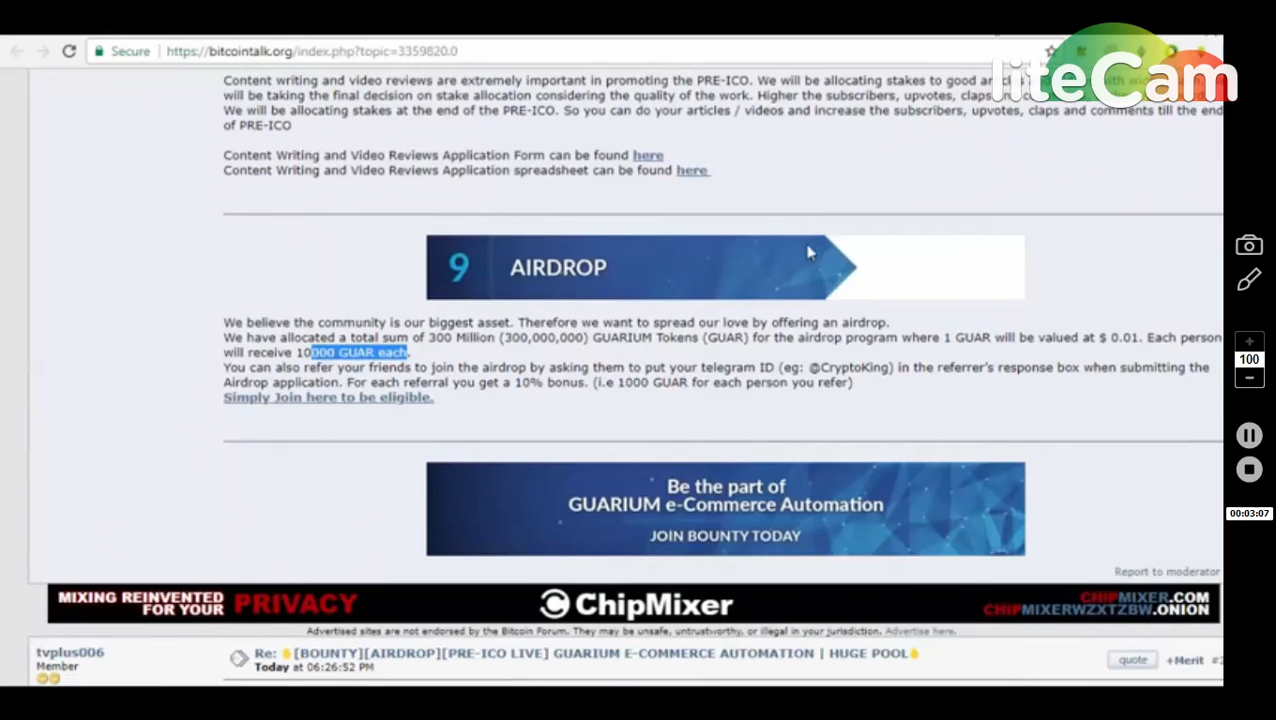 Secure https://bitcointalk.org/index.php?topic=3359820.0
liteCam
Content writing and video reviews are extremely important in promoting the PRE-ICO. We will be allocating stakes to good
will be taking the final decision on stake allocation considering the quality of the work. Higher the subscribers, upvotes, claps,
We will be allocating stakes at the end of the PRE-ICO. So you can do your articles / videos and increase the subscribers, upvotes, claps and comments till the end
of PRE-ICO
Content Writing and Video Reviews Application Form can be found here
Content Writing and Video Reviews Application spreadsheet can be found here
9 AIRDROP
We believe the community is our biggest asset. Therefore we want to spread our love by offering an airdrop.
We have allocated a total sum of 300 Million (300,000,000) GUARIUM Tokens (GUAR) for the airdrop program where 1 GUAR will be valued at $ 0.01. Each person
will receive 10000 GUAR each.
You can also refer your friends to join the airdrop by asking them to put your telegram ID (eg: @CryptoKing) in the referrer's response box when submitting the
Airdrop application. For each referral you get a 10% bonus. (i.e 1000 GUAR for each person you refer)
Simply Join here to be eligible.
Be the part of
GUARIUM e-Commerce Automation
JOIN BOUNTY TODAY
Report to moderator
MIXING REINVENTED
FOR YOUR PRIVACY
ChipMixer
CHIPMIXER.COM
CHIPMIXERWZXTZBW.ONION
Advertised sites are not endorsed by the Bitcoin Forum. They may be unsafe, untrustworthy, or illegal in your jurisdiction. Advertise here.
tvplus006
Member
Re: [BOUNTY][AIRDROP][PRE-ICO LIVE] GUARIUM E-COMMERCE AUTOMATION | HUGE POOL
Today at 06:26:52 PM
quote +Merit
100
00:03:07